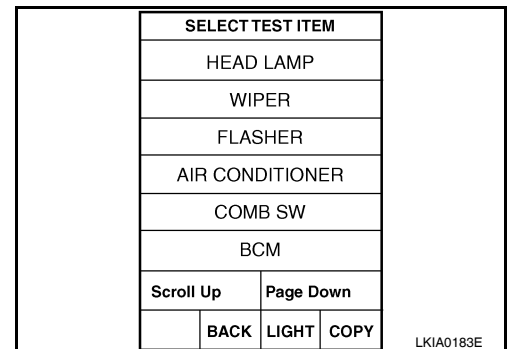 SELECT TEST ITEM
HEAD LAMP
WIPER
FLASHER
AIR CONDITIONER
COMB SW
BCM
Scroll Up Page Down
BACK LIGHT COPY
LKIA0183E